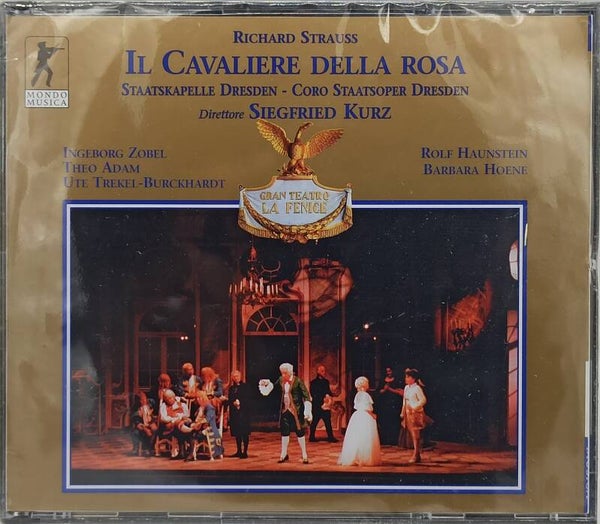 MONDO
MUSICA
RICHARD STRAUSS
IL CAVALIERE DELLA ROSA
STAATSKAPELLE DRESDEN - CORO STAATSOPER DRESDEN
Direttore SIEGFRIED KURZ
INGEBORG ZOBEL
THEO ADAM
UTE TREKEL-BURCKHARDT
ROLF HAUNSTEIN
BARBARA HOENE
GRAN TEATRO
LA FENICE